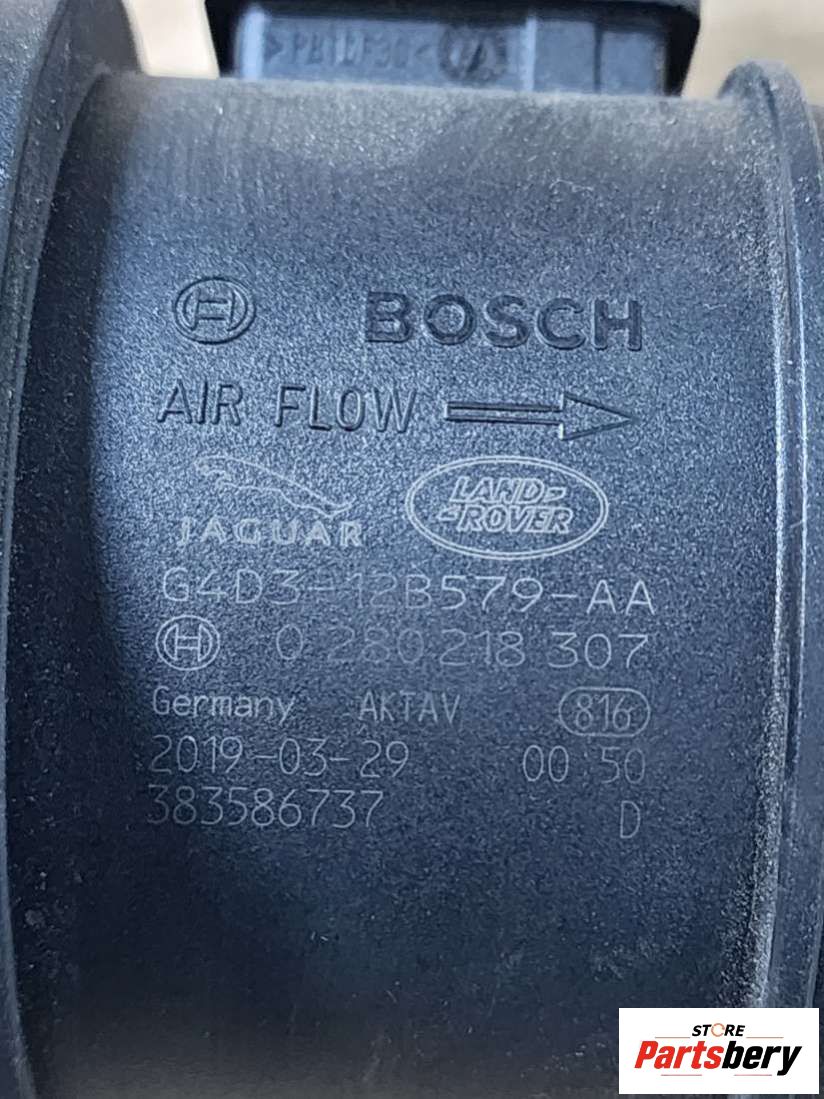 BOSCH
AIR FLOW
JAGUAR
LAND-
-ROVER
G4D3-12B579-AA
0 280 218 307
Germany AKTAV 816
2019-03-29 00:50
383586737 D
STORE
Partsbery